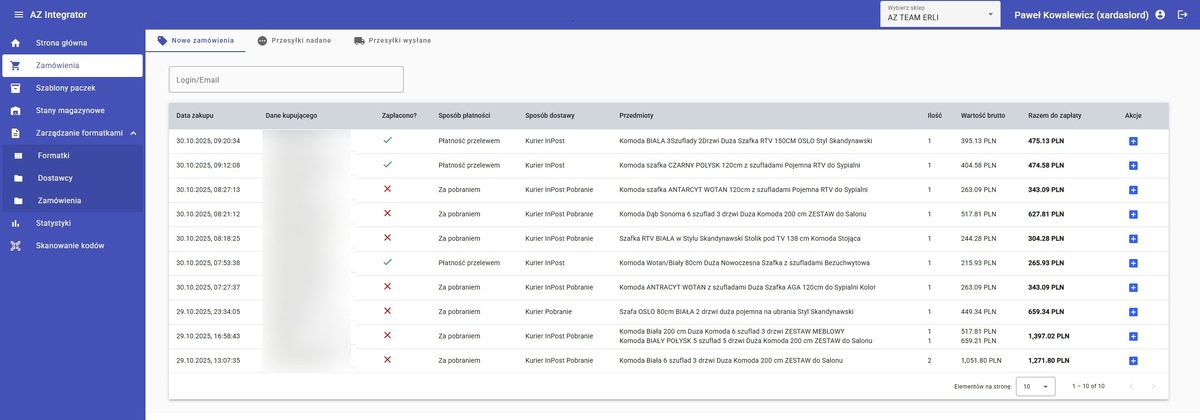 AZ Integrator
Wybierz sklep
AZ TEAM ERLI
Paweł Kowalewicz (xardaslord)
Strona główna
Zamówienia
Szablony paczek
Stany magazynowe
Zarządzanie formatkami
Formatki
Dostawcy
Zamówienia
Statystyki
Skanowanie kodów
Nowe zamówienia Przesyłki nadane Przesyłki wysłane
Login/Email
Data zakupu Dane kupującego Zapłacono? Sposób płatności Sposób dostawy Przedmioty Ilość Wartość brutto Razem do zapłaty Akcje
30.10.2025, 09:20:34 Płatność przelewem Kurier InPost Komoda BIAŁA 3Szuflady 2Drzwi Duza Szafka RTV 150CM OSLO Styl Skandynawski 1 395.13 PLN 475.13 PLN
30.10.2025, 09:12:08 Płatność przelewem Kurier InPost Komoda szafka CZARNY POŁYSK 120cm z szufladami Pojemna RTV do Sypialni 1 404.58 PLN 474.58 PLN
30.10.2025, 08:27:13 Za pobraniem Kurier InPost Pobranie Komoda szafka ANTARCYT WOTAN 120cm z szufladami Pojemna RTV do Sypialni 1 263.09 PLN 343.09 PLN
30.10.2025, 08:21:12 Za pobraniem Kurier InPost Pobranie Komoda Dąb Sonoma 6 szuflad 3 drzwi Duza Komoda 200 cm ZESTAW do Salonu 1 517.81 PLN 627.81 PLN
30.10.2025, 08:18:25 Za pobraniem Kurier InPost Pobranie Szafka RTV BIAŁA w Stylu Skandynawski Stolik pod TV 138 cm Komoda Stojąca 1 244.28 PLN 304.28 PLN
30.10.2025, 07:53:38 Płatność przelewem Kurier InPost Komoda Wotan/Biały 80cm Duża Nowoczesna Szafka z szufladami Bezuchwytowa 1 215.93 PLN 265.93 PLN
30.10.2025, 07:27:37 Za pobraniem Kurier InPost Pobranie Komoda ANTRACYT WOTAN z szufladami Duza Szafka AGA 120cm do Sypialni Kolor 1 263.09 PLN 343.09 PLN
29.10.2025, 23:34:05 Za pobraniem Kurier Pobranie Szafa OSLO 80cm BIAŁA 2 drzwi duża pojemna na ubrania Styl Skandynawski 1 449.34 PLN 659.34 PLN
29.10.2025, 16:58:43 Za pobraniem Kurier InPost Pobranie Komoda Biała 200 cm Duza Komoda 6 szuflad 3 drzwi ZESTAW MEBLOWY 1 517.81 PLN 1,397.02 PLN
Komoda BIAŁY POŁYSK 5 szuflad 5 drzwi Duża Komoda 200 cm ZESTAW do Salonu 1 659.21 PLN
29.10.2025, 13:07:35 Za pobraniem Kurier InPost Pobranie Komoda Biała 6 szuflad 3 drzwi Duza Komoda 200 cm ZESTAW do Salonu 2 1,051.80 PLN 1,271.80 PLN
Elementów na stronę: 10 1 – 10 of 10